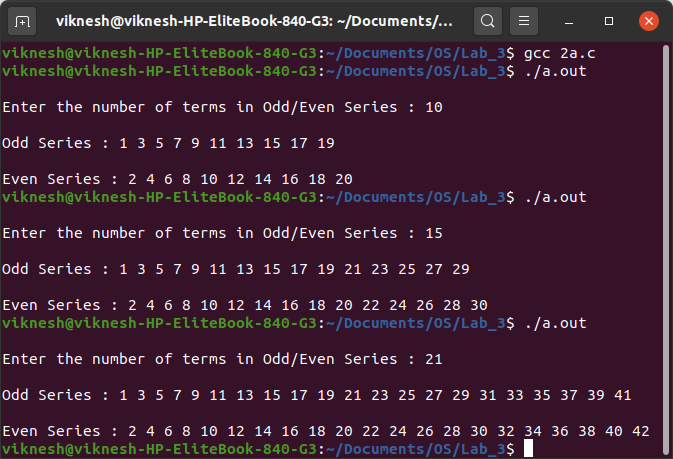 viknesh@viknesh-HP-EliteBook-840-G3: ~/Documents/...
viknesh@viknesh-HP-EliteBook-840-G3:~/Documents/OS/Lab_3$ gcc 2a.c
viknesh@viknesh-HP-EliteBook-840-G3:~/Documents/OS/Lab_3$ ./a.out
Enter the number of terms in Odd/Even Series : 10
Odd Series : 1 3 5 7 9 11 13 15 17 19
Even Series : 2 4 6 8 10 12 14 16 18 20
viknesh@viknesh-HP-EliteBook-840-G3:~/Documents/OS/Lab_3$ ./a.out
Enter the number of terms in Odd/Even Series : 15
Odd Series : 1 3 5 7 9 11 13 15 17 19 21 23 25 27 29
Even Series : 2 4 6 8 10 12 14 16 18 20 22 24 26 28 30
viknesh@viknesh-HP-EliteBook-840-G3:~/Documents/OS/Lab_3$ ./a.out
Enter the number of terms in Odd/Even Series : 21
Odd Series : 1 3 5 7 9 11 13 15 17 19 21 23 25 27 29 31 33 35 37 39 41
Even Series : 2 4 6 8 10 12 14 16 18 20 22 24 26 28 30 32 34 36 38 40 42
viknesh@viknesh-HP-EliteBook-840-G3:~/Documents/OS/Lab_3$